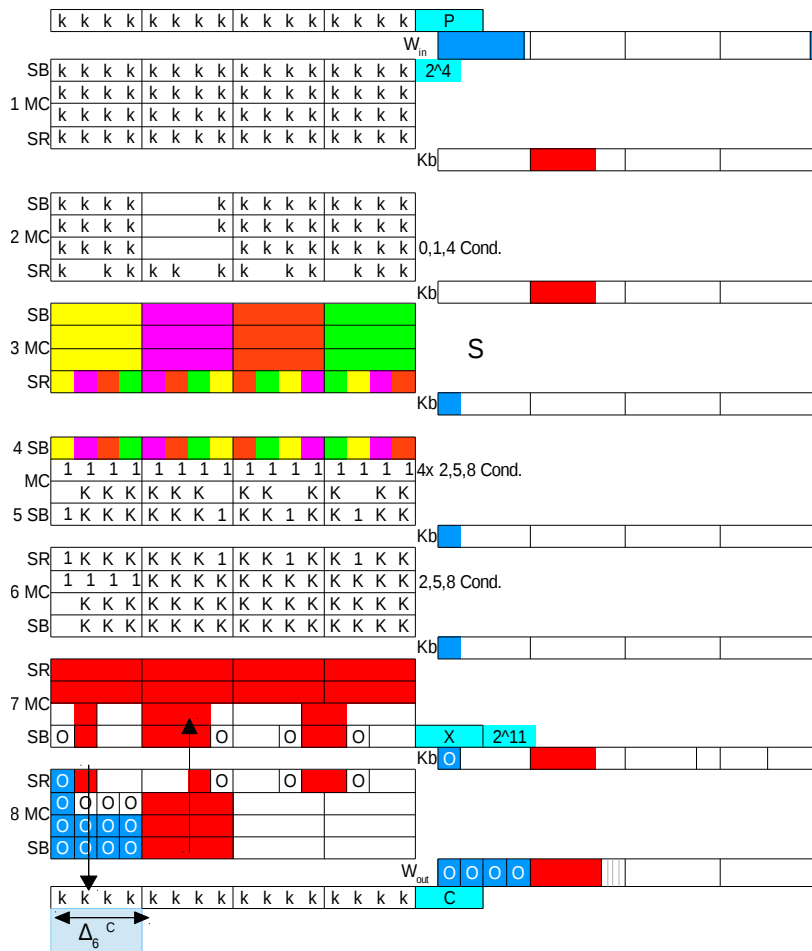 k k k k k k k k k k k k k k k k P
W_in
SB k k k k k k k k k k k k k k k k 2^4
k k k k k k k k k k k k k k k k
1 MC
k k k k k k k k k k k k k k k k
SR k k k k k k k k k k k k k k k k
Kb
SB k k k k k k k k k k k k k
k k k k k k k k k k k k k
2 MC
k k k k k k k k k k k k 0,1,4 Cond.
SR k k k k k k k k k k k k
Kb
SB
3 MC S
SR
Kb
4 SB
MC 1 1 1 1 1 1 1 1 1 1 1 1 1 1 1 1 4x 2,5,8 Cond.
K K K K K K K K K K K K
5 SB 1 K K K K K K 1 K K 1 K K 1 K K
Kb
SR 1 K K K K K K 1 K K 1 K K 1 K K
1 1 1 1 K K K K K K K K K K K K 2,5,8 Cond.
6 MC
K K K K K K K K K K K K K K K
SB K K K K K K K K K K K K K K K
Kb
SR
7 MC
SB O O O O X 2^11
Kb O
SR O O O O
O O O O
8 MC
O O O O
SB O O O O
W_out O O O O
k k k k k k k k k k k k k k k k C
Δ_6^C